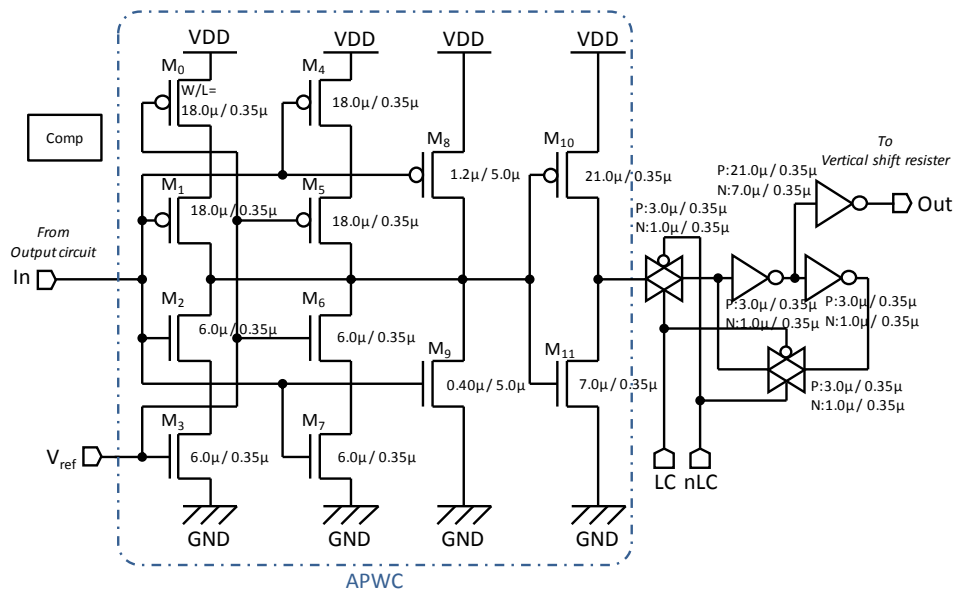 VDD
VDD
VDD
VDD
M0
W/L=
18.0μ/ 0.35μ
M4
18.0μ/ 0.35μ
Comp
M8
1.2μ/ 5.0μ
M10
21.0μ/ 0.35μ
To
Vertical shift resister
P:21.0μ/ 0.35μ
N:7.0μ/ 0.35μ
Out
M1
18.0μ/ 0.35μ
M5
18.0μ/ 0.35μ
P:3.0μ/ 0.35μ
N:1.0μ/ 0.35μ
From
Output circuit
In
M2
6.0μ/ 0.35μ
M6
6.0μ/ 0.35μ
P:3.0μ/ 0.35μ
N:1.0μ/ 0.35μ
P:3.0μ/ 0.35μ
N:1.0μ/ 0.35μ
M9
0.40μ/ 5.0μ
M11
7.0μ/ 0.35μ
P:3.0μ/ 0.35μ
N:1.0μ/ 0.35μ
M3
6.0μ/ 0.35μ
M7
6.0μ/ 0.35μ
Vref
LC
nLC
GND
GND
GND
GND
APWC